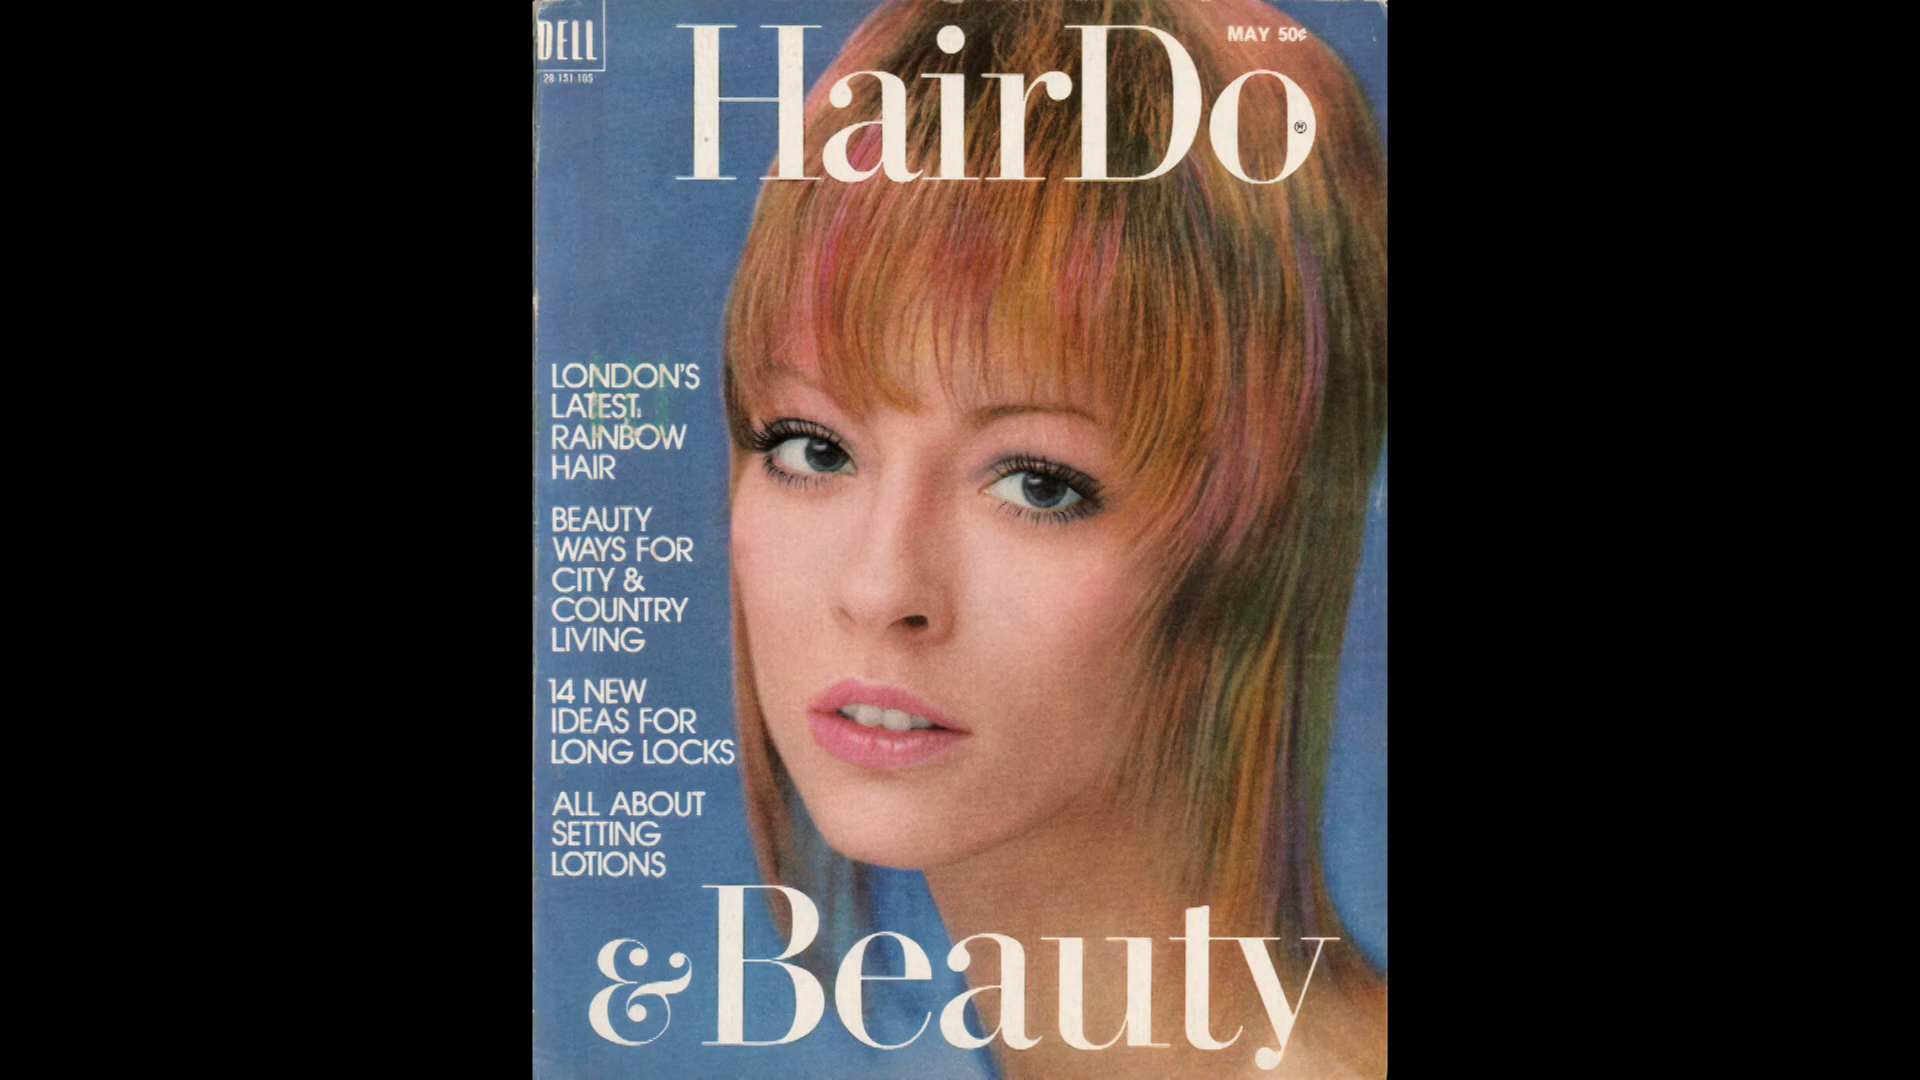 DELL
28 151 105
MAY 50¢
HairDo
LONDON'S
LATEST:
RAINBOW
HAIR
BEAUTY
WAYS FOR
CITY &
COUNTRY
LIVING
14 NEW
IDEAS FOR
LONG LOCKS
ALL ABOUT
SETTING
LOTIONS
& Beauty